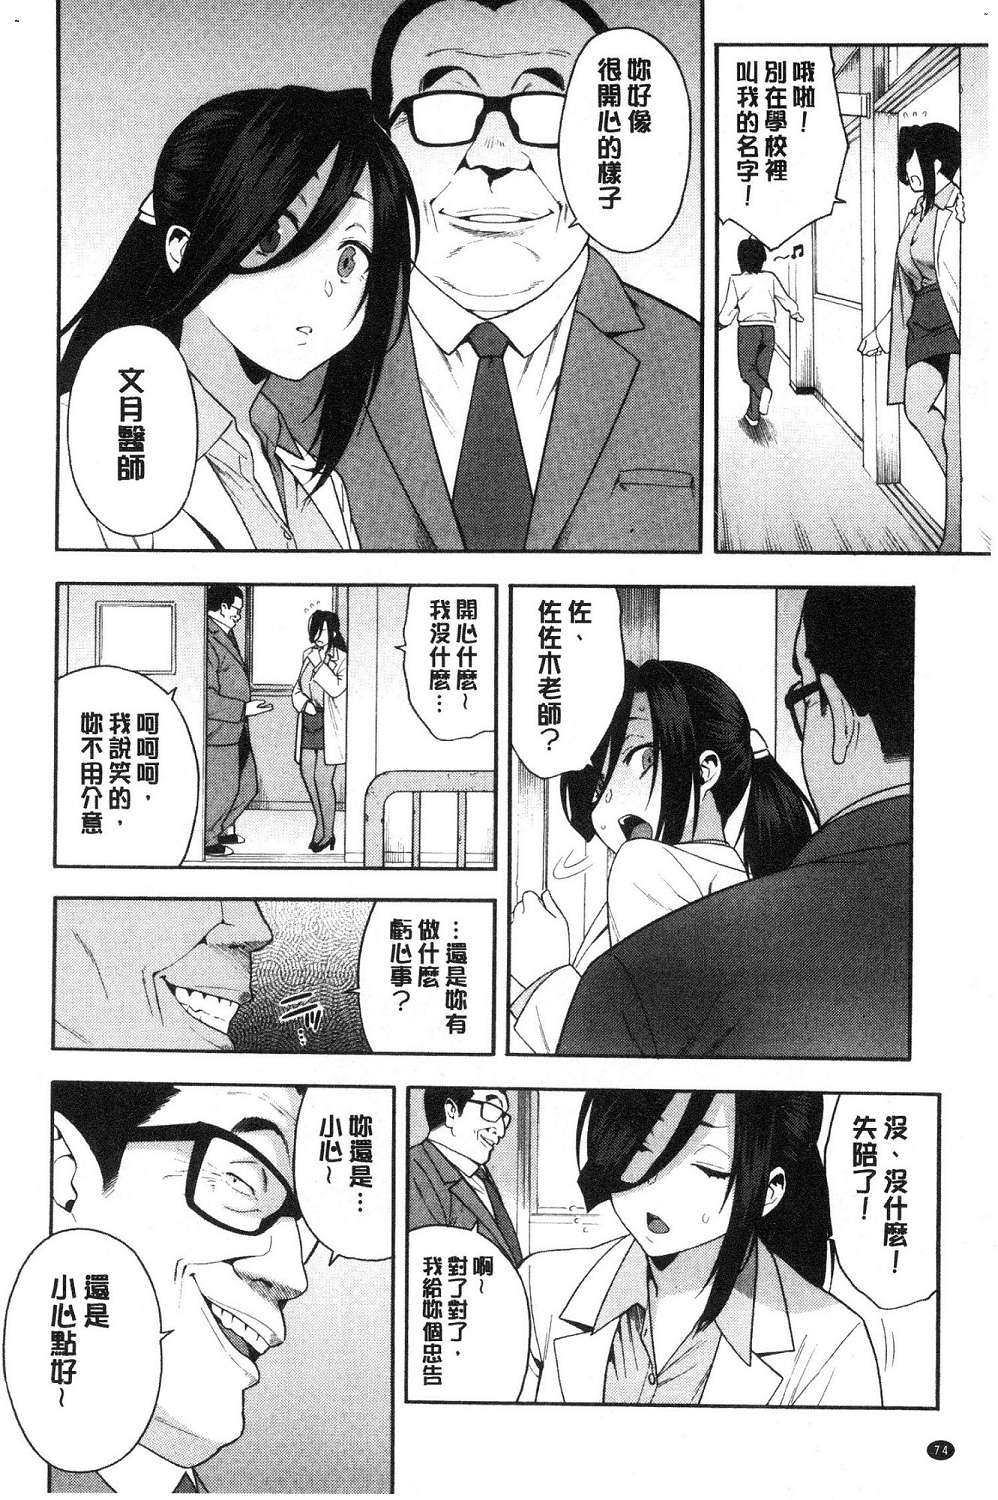 哦啦！
別在學校裡
叫我的名字！
妳好像
很開心的樣子
文月醫師
佐、
佐佐木老師？
開心什麼~
我沒什麼…
呵呵呵，
我說笑的，
妳不用介意
…還是妳有
做什麼
虧心事？
沒、沒什麼！
失陪了！
啊~
對了對了，
我給妳個忠告
妳還是…
小心~
還是
小心點好~
74